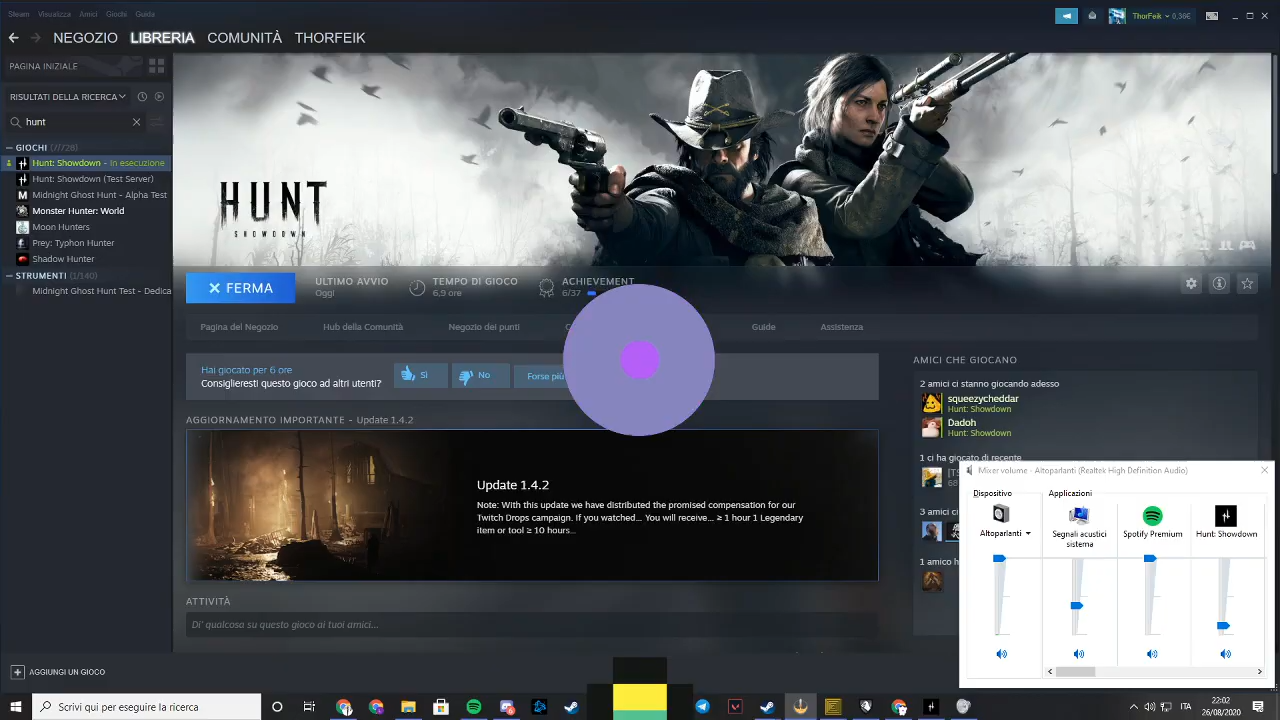 Steam Visualizza Amici Giochi Guida
ThorFeik 0,36€
NEGOZIO LIBRERIA COMUNITÀ THORFEIK
PAGINA INIZIALE
RISULTATI DELLA RICERCA
hunt
GIOCHI (7/728)
Hunt: Showdown - In esecuzione
Hunt: Showdown (Test Server)
Midnight Ghost Hunt - Alpha Test
Monster Hunter: World
Moon Hunters
Prey: Typhon Hunter
Shadow Hunter
STRUMENTI (1/140)
Midnight Ghost Hunt Test - Dedica
HUNT
SHOWDOWN
FERMA
ULTIMO AVVIO
Oggi
TEMPO DI GIOCO
6,9 ore
ACHIEVEMENT
6/37
Pagina del Negozio Hub della Comunità Negozio dei punti Guide Assistenza
Hai giocato per 6 ore
Consiglieresti questo gioco ad altri utenti?
Sì No Forse più
AGGIORNAMENTO IMPORTANTE - Update 1.4.2
Update 1.4.2
Note: With this update we have distributed the promised compensation for our
Twitch Drops campaign. If you watched... You will receive... ≥ 1 hour 1 Legendary
item or tool ≥ 10 hours...
ATTIVITÀ
Di' qualcosa su questo gioco ai tuoi amici...
AMICI CHE GIOCANO
2 amici ci stanno giocando adesso
squeezycheddar
Hunt: Showdown
Dadoh
Hunt: Showdown
1 ci ha giocato di recente
3 amici
1 amico
Mixer volume - Altoparlanti (Realtek High Definition Audio)
Dispositivo Applicazioni
Altoparlanti
Segnali acustici
sistema
Spotify Premium
Hunt: Showdown
AGGIUNGI UN GIOCO
Scrivi qui per eseguire la ricerca
ITA
22:02
26/08/2020